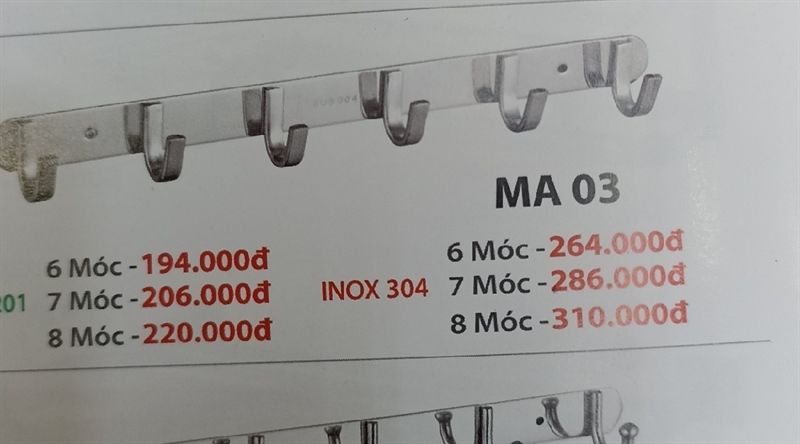 SUS304
MA 03
6 Móc - 194.000đ
201 7 Móc - 206.000đ
8 Móc - 220.000đ
6 Móc - 264.000đ
INOX 304 7 Móc - 286.000đ
8 Móc - 310.000đ